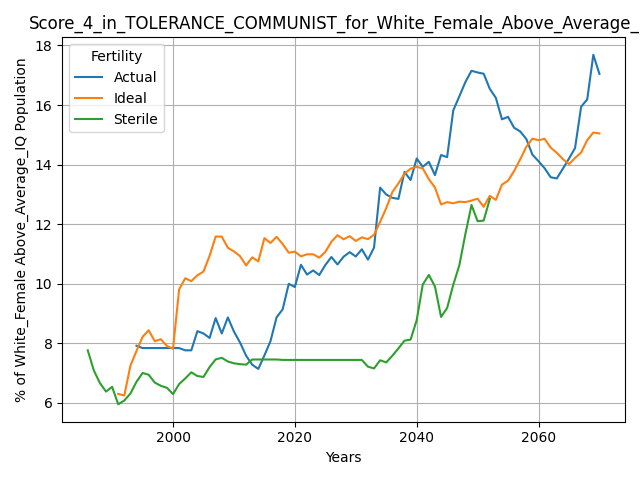 Score_4_in_TOLERANCE_COMMUNIST_for_White_Female_Above_Average_
Fertility
Actual
Ideal
Sterile
% of White_Female Above_Average_IQ Population
18
16
14
12
10
8
6
2000
2020
2040
2060
Years